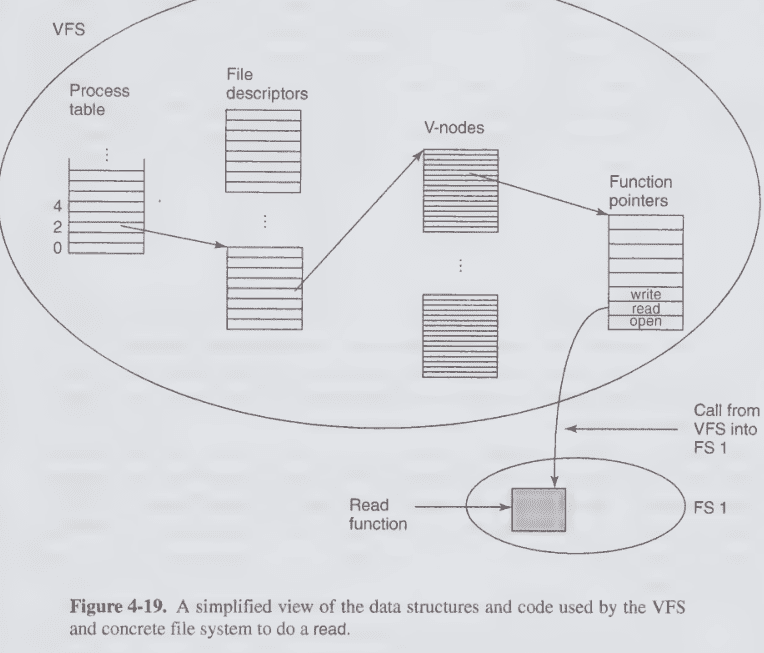 VFS
Process
table
File
descriptors
V-nodes
Function
pointers
4
2
0
write
read
open
Call from
VFS into
FS 1
Read
function
FS 1
Figure 4-19. A simplified view of the data structures and code used by the VFS
and concrete file system to do a read.